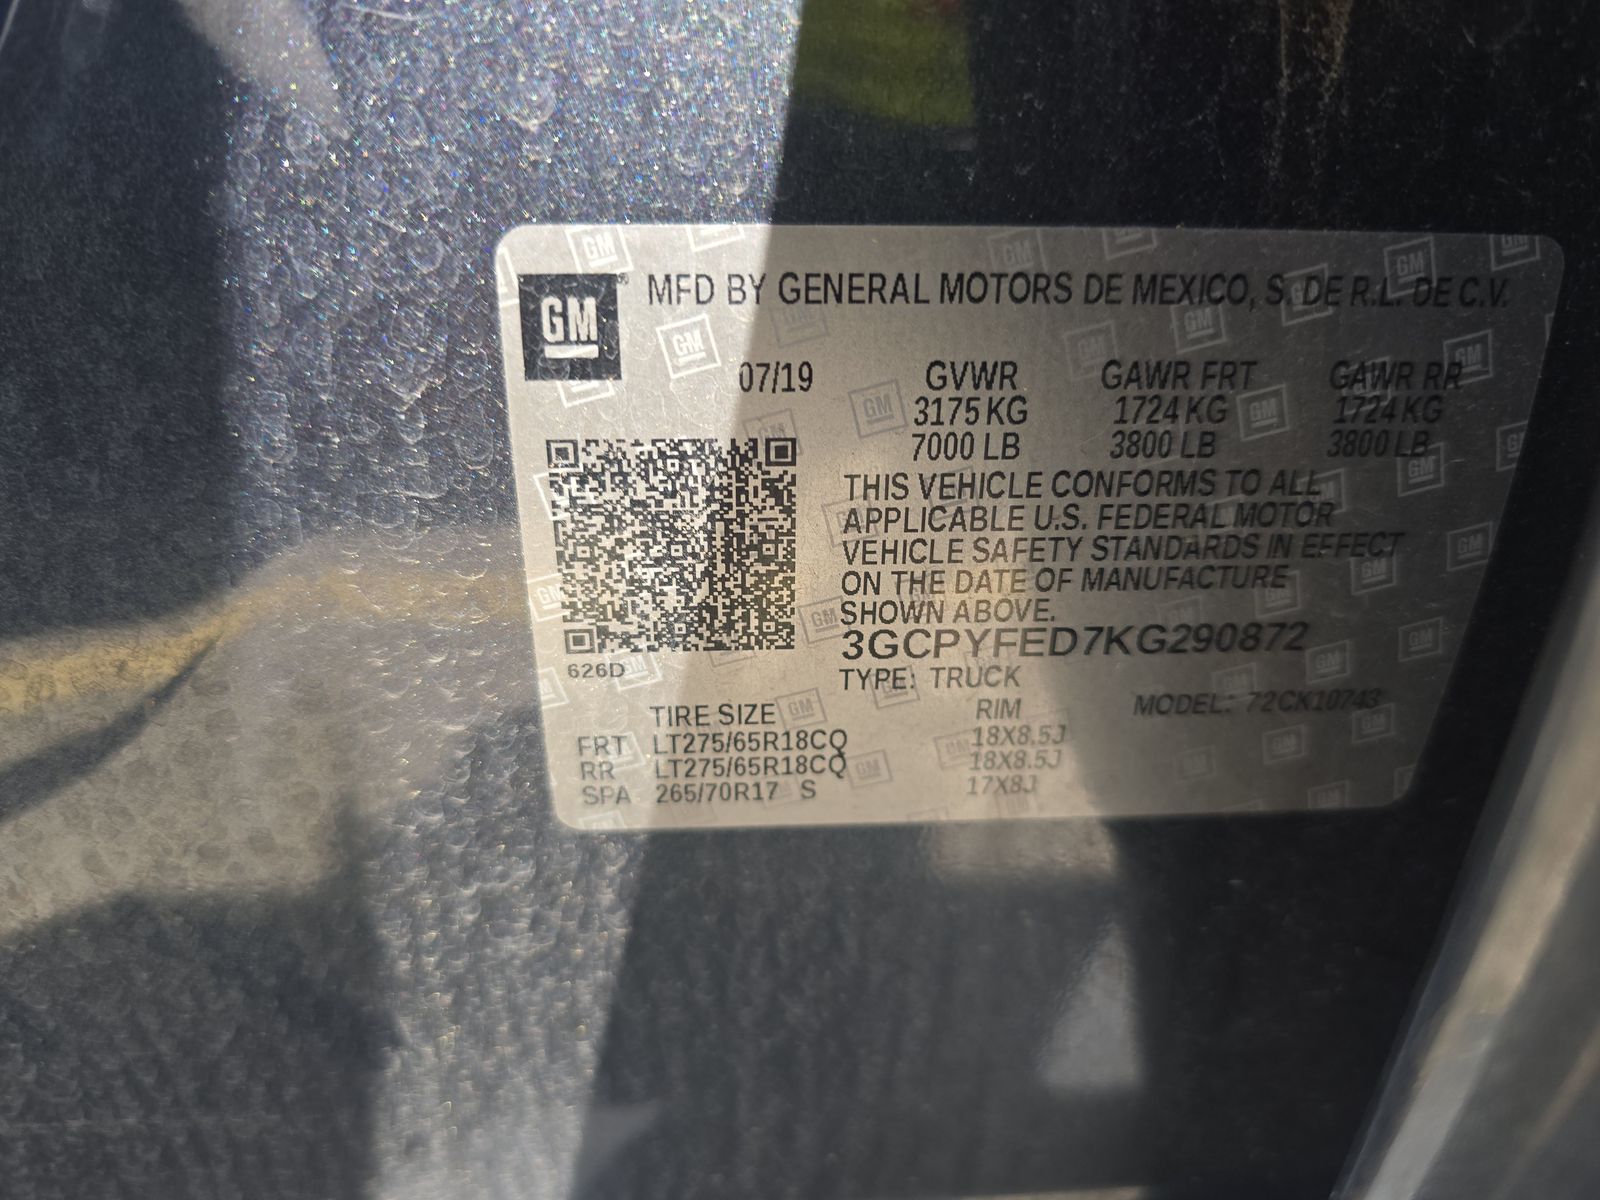 GM ® MFD BY GENERAL MOTORS DE MEXICO, S. DE R.L. DE C.V.
07/19 GVWR GAWR FRT GAWR RR
3175 KG 1724 KG 1724 KG
7000 LB 3800 LB 3800 LB
THIS VEHICLE CONFORMS TO ALL
APPLICABLE U.S. FEDERAL MOTOR
VEHICLE SAFETY STANDARDS IN EFFECT
ON THE DATE OF MANUFACTURE
SHOWN ABOVE.
3GCPYFED7KG290872
626D
TYPE: TRUCK
MODEL: 72CK10743
TIRE SIZE RIM
FRT LT275/65R18CQ 18X8.5J
RR LT275/65R18CQ 18X8.5J
SPA 265/70R17 S 17X8J